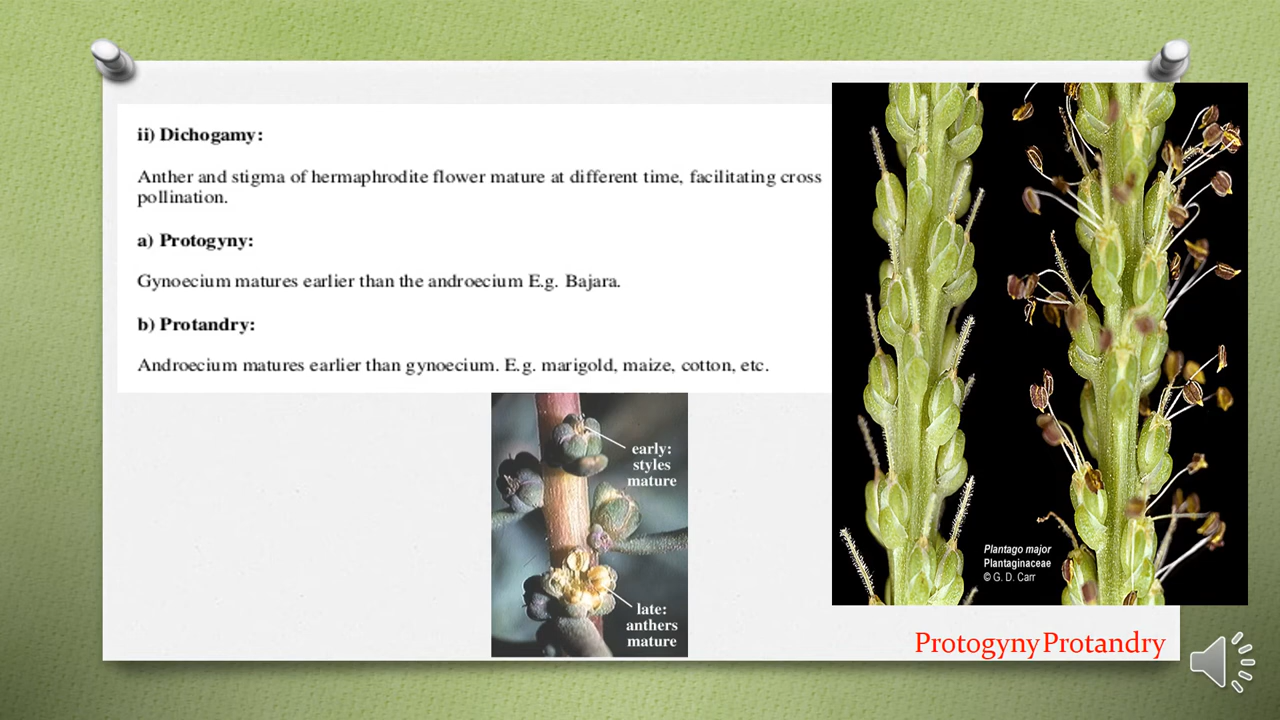 ii) Dichogamy:
Anther and stigma of hermaphrodite flower mature at different time, facilitating cross
pollination.
a) Protogyny:
Gynoecium matures earlier than the androecium E.g. Bajara.
b) Protandry:
Androecium matures earlier than gynoecium. E.g. marigold, maize, cotton, etc.
early:
styles
mature
late:
anthers
mature
Plantago major
Plantaginaceae
© G. D. Carr
Protogyny Protandry